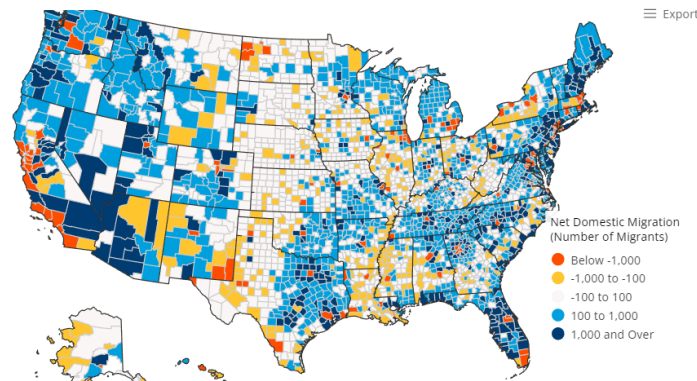 Export
Net Domestic Migration
(Number of Migrants)
Below -1,000
-1,000 to -100
-100 to 100
100 to 1,000
1,000 and Over